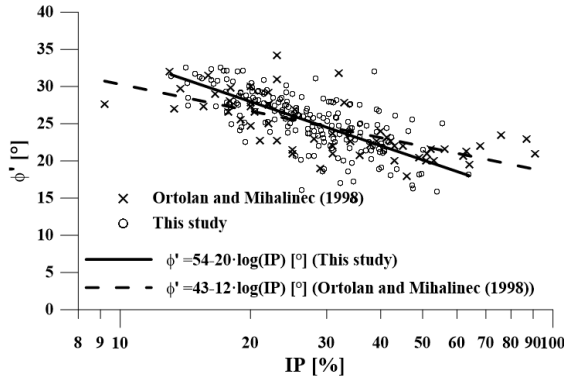 40
35
30
25
20
15
10
5
0
ϕ' [°]
× Ortolan and Mihalinec (1998)
○ This study
ϕ' =54-20·log(IP) [°] (This study)
ϕ' =43-12·log(IP) [°] (Ortolan and Mihalinec (1998))
8 9 10 20 30 40 50 60 70 80 90 100
IP [%]